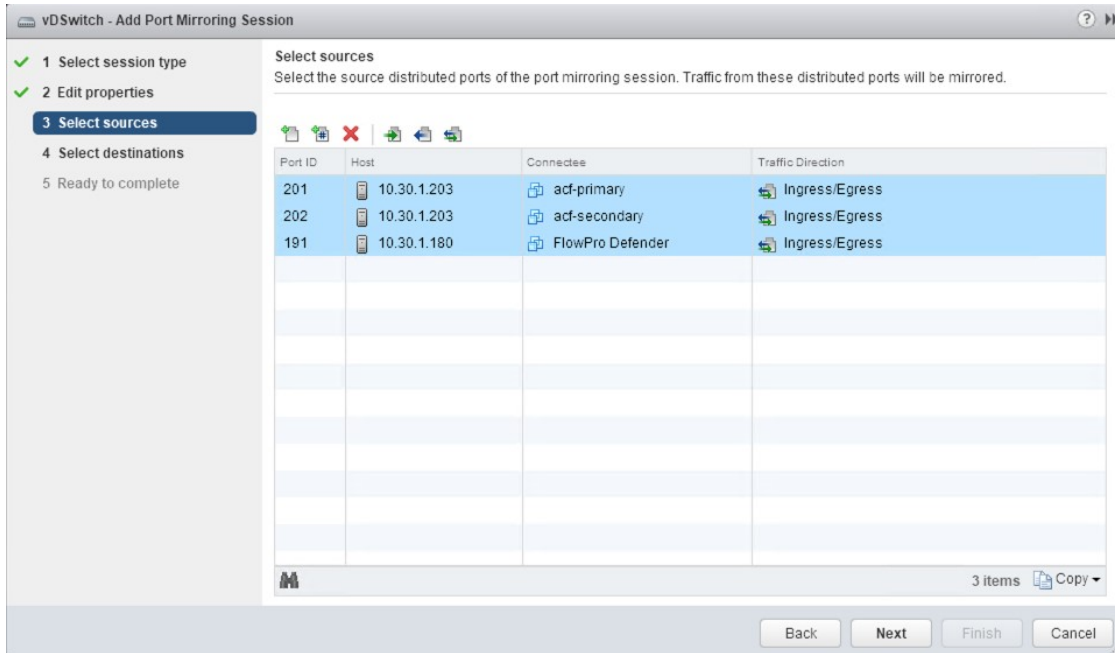 vDSwitch - Add Port Mirroring Session
?
1 Select session type
2 Edit properties
3 Select sources
4 Select destinations
5 Ready to complete
Select sources
Select the source distributed ports of the port mirroring session. Traffic from these distributed ports will be mirrored.
Port ID Host Connectee Traffic Direction
201 10.30.1.203 acf-primary Ingress/Egress
202 10.30.1.203 acf-secondary Ingress/Egress
191 10.30.1.180 FlowPro Defender Ingress/Egress
3 items Copy
Back Next Finish Cancel